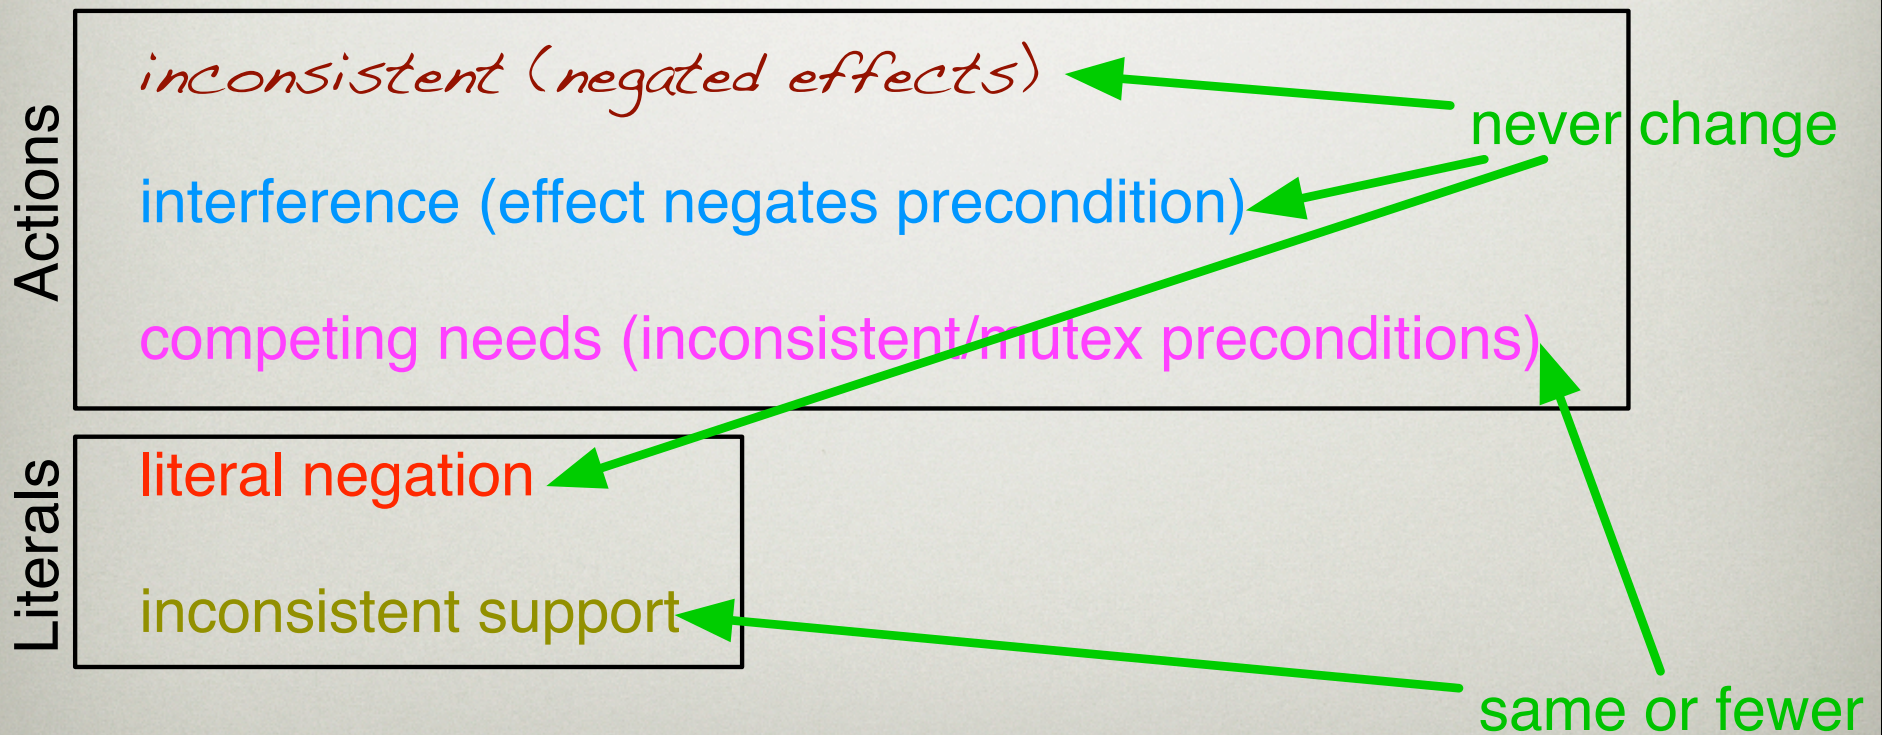 Actions
inconsistent (negated effects)
never change
interference (effect negates precondition)
competing needs (inconsistent/mutex preconditions)
Literals
literal negation
inconsistent support
same or fewer